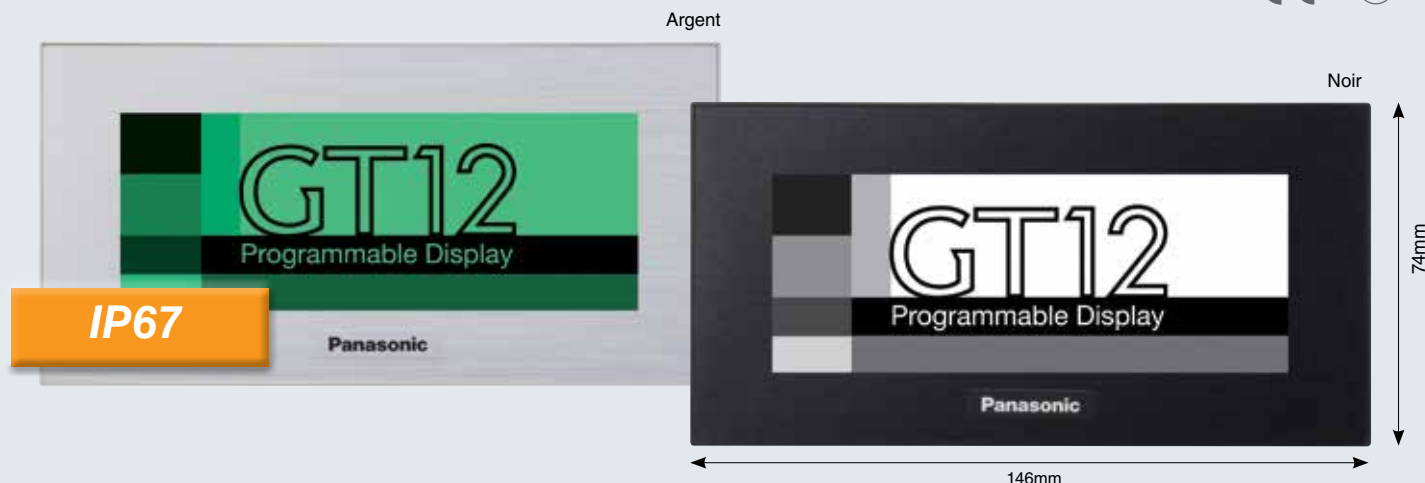 Argent
GT12
Programmable Display
IP67
Panasonic
Noir
GT12
Programmable Display
Panasonic
74mm
146mm